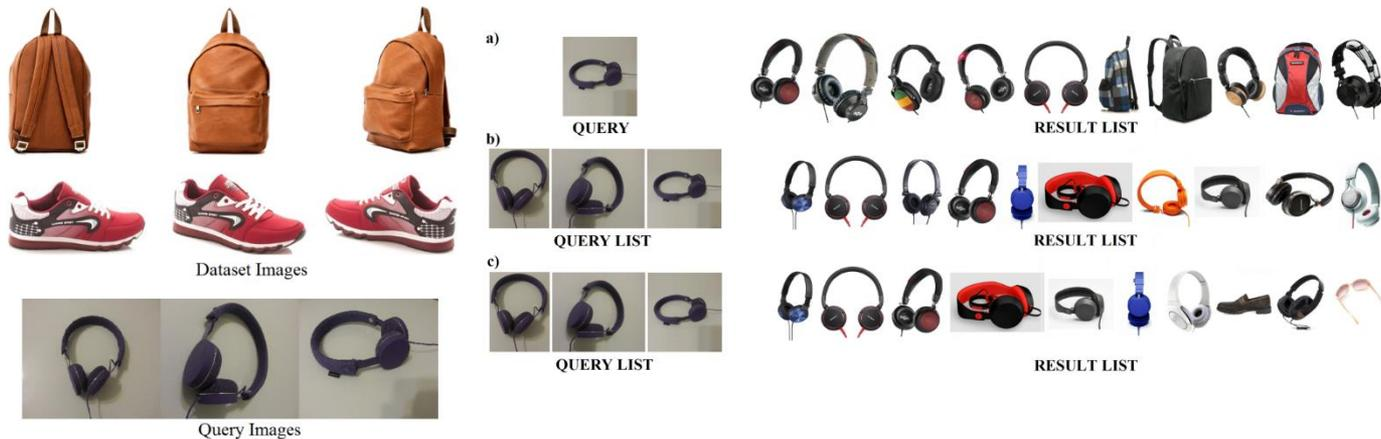 Dataset Images
Query Images
a)
QUERY
RESULT LIST
b)
QUERY LIST
RESULT LIST
c)
QUERY LIST
RESULT LIST